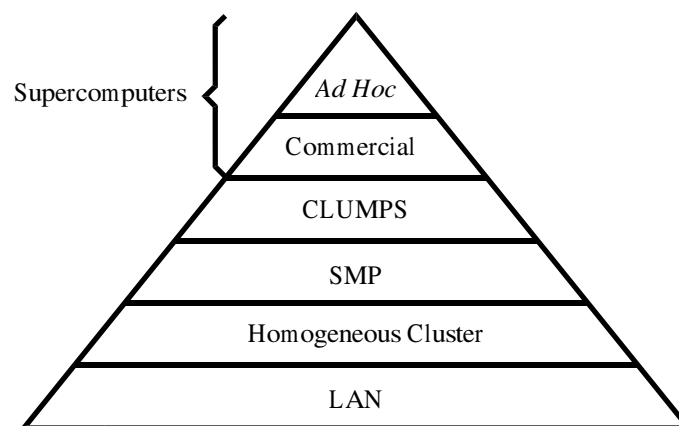 Ad Hoc
Supercomputers
Commercial
CLUMPS
SMP
Homogeneous Cluster
LAN